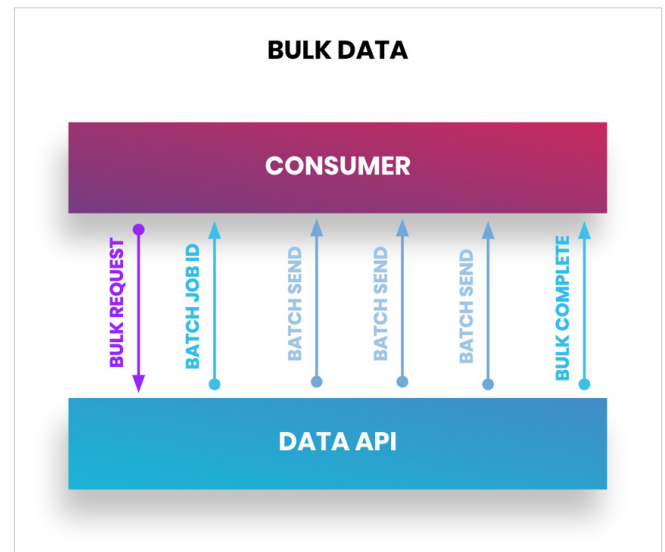 BULK DATA
CONSUMER
BULK REQUEST
BATCH JOB ID
BATCH SEND
BATCH SEND
BATCH SEND
BULK COMPLETE
DATA API